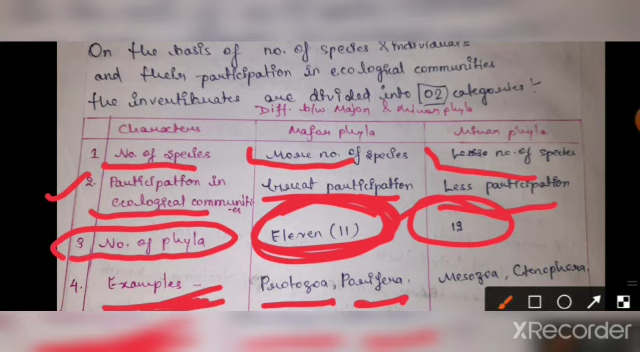 On the basis of no. of species & individuals
and their participation in ecological communities
the invertibrates are divided into 02 categories :-
Diff. b/w Major & Minor phyla
Characters Major phyla Minor phyla
1. No. of species More no. of species Less no. of species
2. Participation in ecological communities Great participation Less participation
3 No. of phyla Eleven (11) 19
4. Examples - Protozoa, Porifera. Mesozoa, Ctenophora.
XRecorder